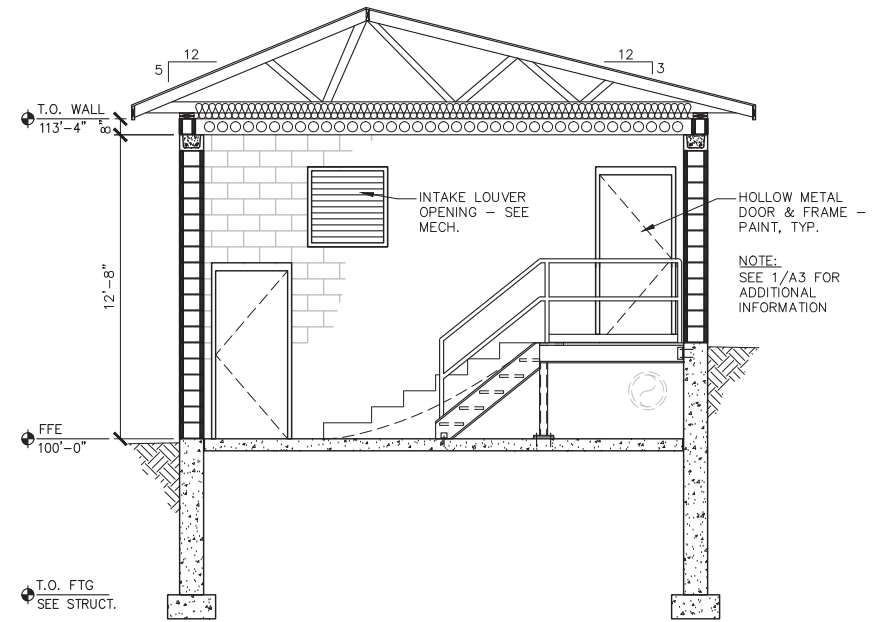 12
5
12
3
T.O. WALL
113'-4"
8"
INTAKE LOUVER
OPENING – SEE
MECH.
HOLLOW METAL
DOOR & FRAME –
PAINT, TYP.
NOTE:
SEE 1/A3 FOR
ADDITIONAL
INFORMATION
12'-8"
FFE
100'-0"
T.O. FTG
SEE STRUCT.